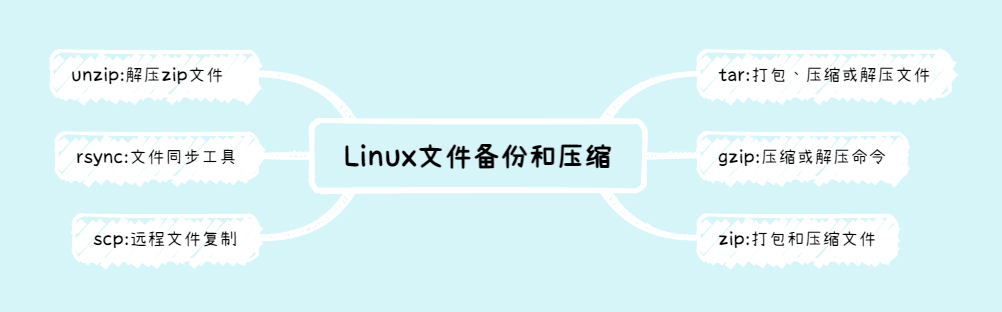 unzip:解压zip文件
tar:打包、压缩或解压文件
rsync:文件同步工具
Linux文件备份和压缩
gzip:压缩或解压命令
scp:远程文件复制
zip:打包和压缩文件